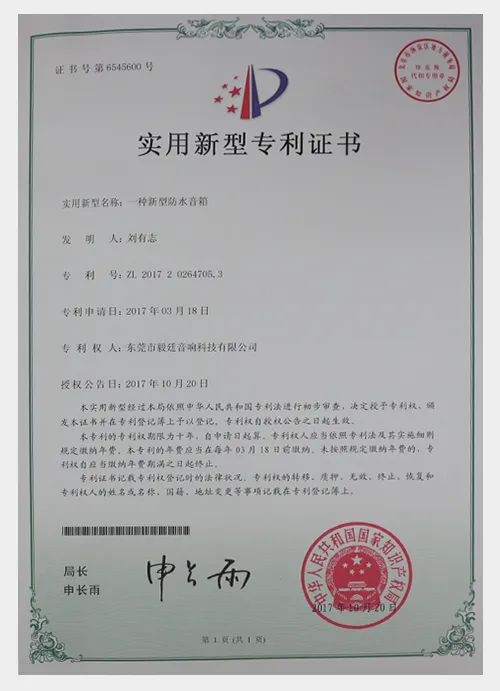 证书号第6545600号
实用新型专利证书
实用新型名称：一种新型防水音箱
发明人：刘有志
专利号：ZL 2017 2 0264705.3
专利申请日：2017年03月18日
专利权人：东莞市毅廷音响科技有限公司
授权公告日：2017年10月20日
本实用新型经过本局依照中华人民共和国专利法进行初步审查，决定授予专利权，颁
发本证书并在专利登记簿上予以登记。专利权自授权公告之日起生效。
本专利的专利权期限为十年，自申请日起算。专利权人应当依照专利法及其实施细则
规定缴纳年费。本专利的年费应当在每年03月18日前缴纳。未按照规定缴纳年费的，专
利权自应当缴纳年费期满之日起终止。
专利证书记载专利权登记时的法律状况。专利权的转移、质押、无效、终止、恢复和
专利权人的姓名或名称、国籍、地址变更等事项记载在专利登记簿上。
局长
申长雨
申长雨
中华人民共和国国家知识产权局
2017年10月20日
第1页（共1页）